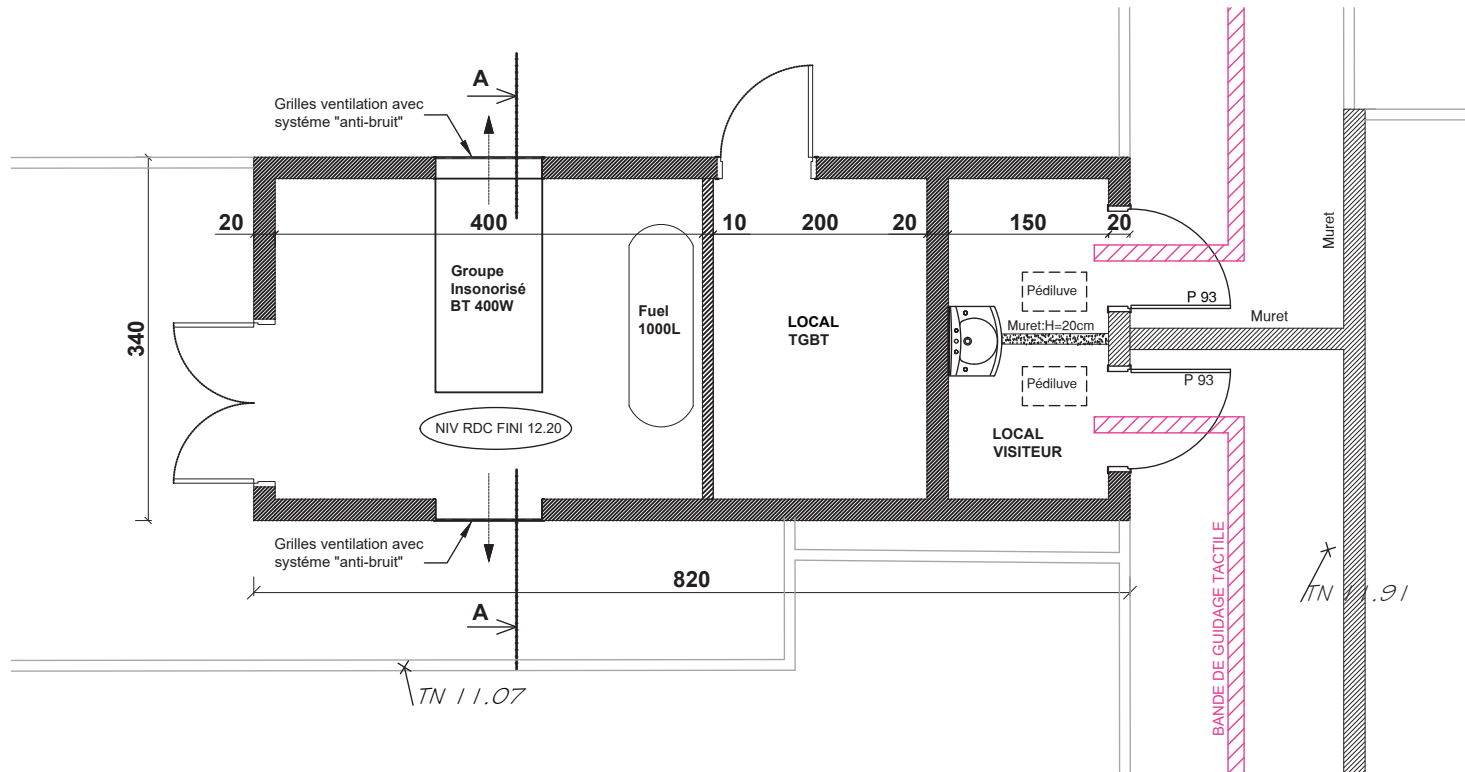 A
Grilles ventilation avec
systéme "anti-bruit"
20
400
10
200
20
150
20
340
Groupe
Insonorisé
BT 400W
Fuel
1000L
LOCAL
TGBT
Pédiluve
Muret:H=20cm
Pédiluve
LOCAL
VISITEUR
P 93
P 93
Muret
Muret
NIV RDC FINI 12.20
Grilles ventilation avec
systéme "anti-bruit"
820
A
TN 11.07
TN 11.91
BANDE DE GUIDAGE TACTILE